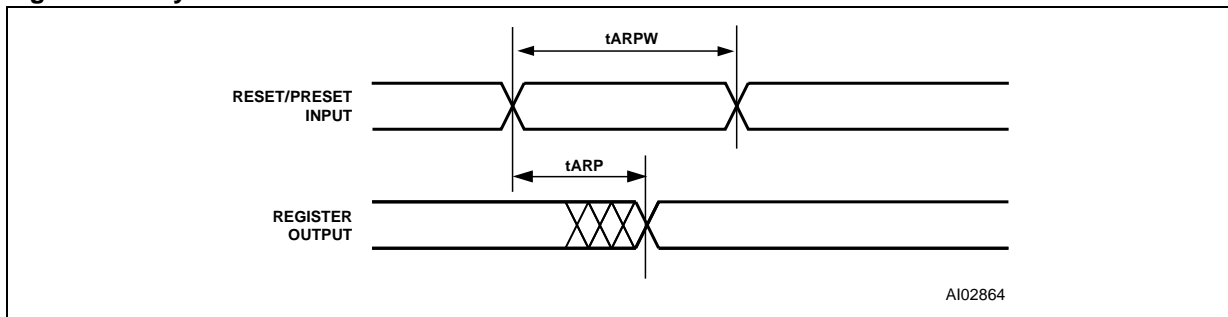 tARPW
RESET/PRESET
INPUT
tARP
REGISTER
OUTPUT
AI02864